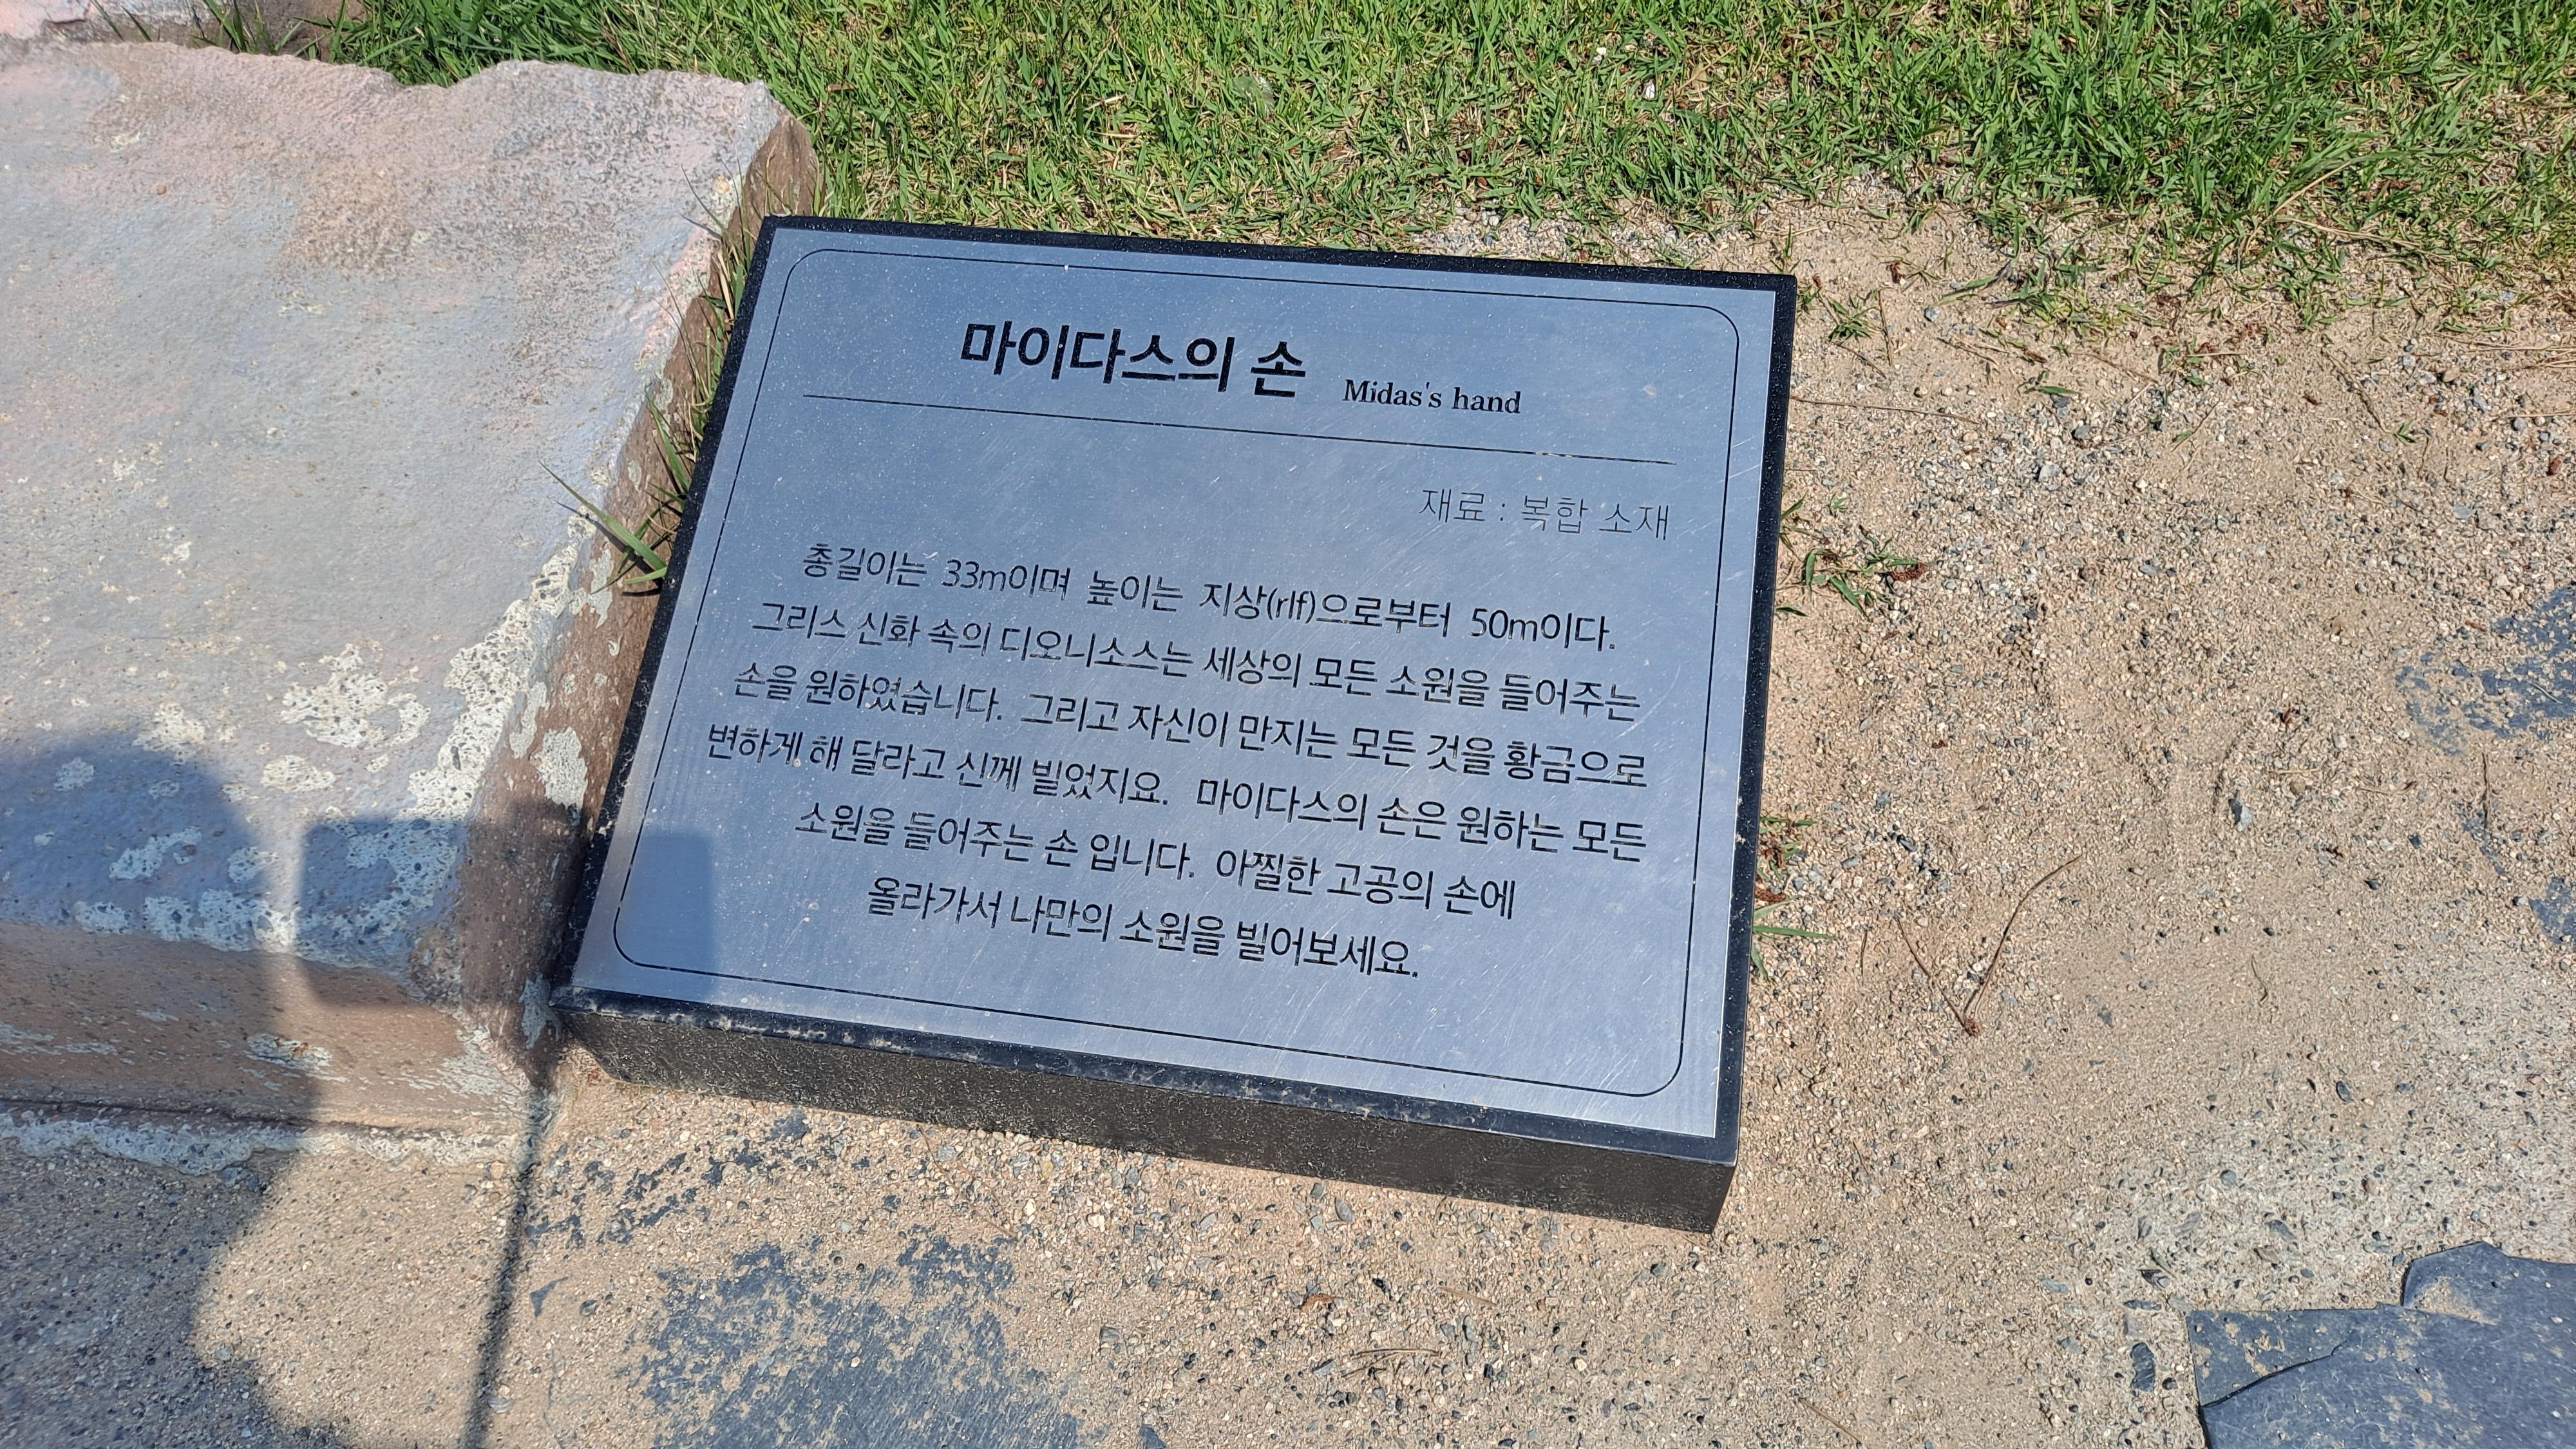 마이다스의 손 Midas's hand
재료 : 복합 소재
총길이는 33m이며 높이는 지상(rlf)으로부터 50m이다.
그리스 신화 속의 디오니소스는 세상의 모든 소원을 들어주는
손을 원하였습니다. 그리고 자신이 만지는 모든 것을 황금으로
변하게 해 달라고 신께 빌었지요. 마이다스의 손은 원하는 모든
소원을 들어주는 손 입니다. 아찔한 고공의 손에
올라가서 나만의 소원을 빌어보세요.